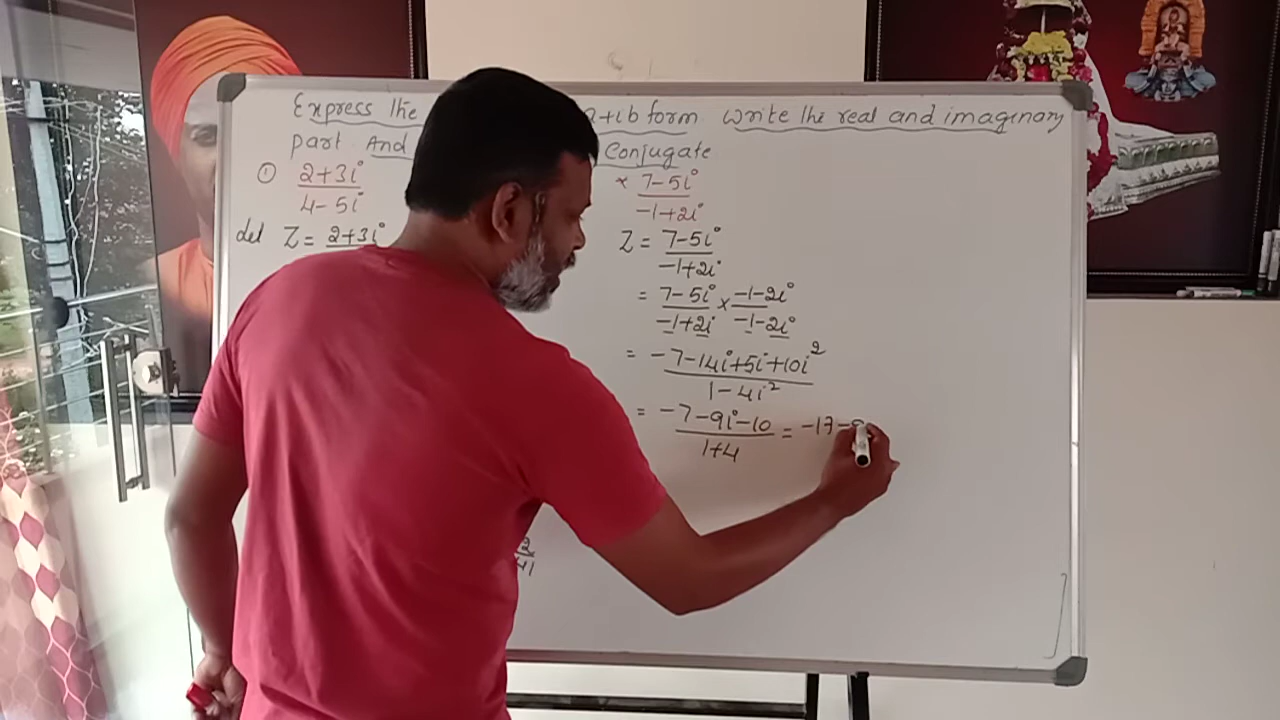 Express the a+ib form write the real and imaginary
part And Conjugate
① 2+3i / 4-5i
Let Z = 2+3i
2 / 41
* 7-5i / -1+2i
Z = 7-5i / -1+2i
= 7-5i / -1+2i × -1-2i / -1-2i
= -7-14i+5i+10i² / 1-4i²
= -7-9i-10 / 1+4 = -17-